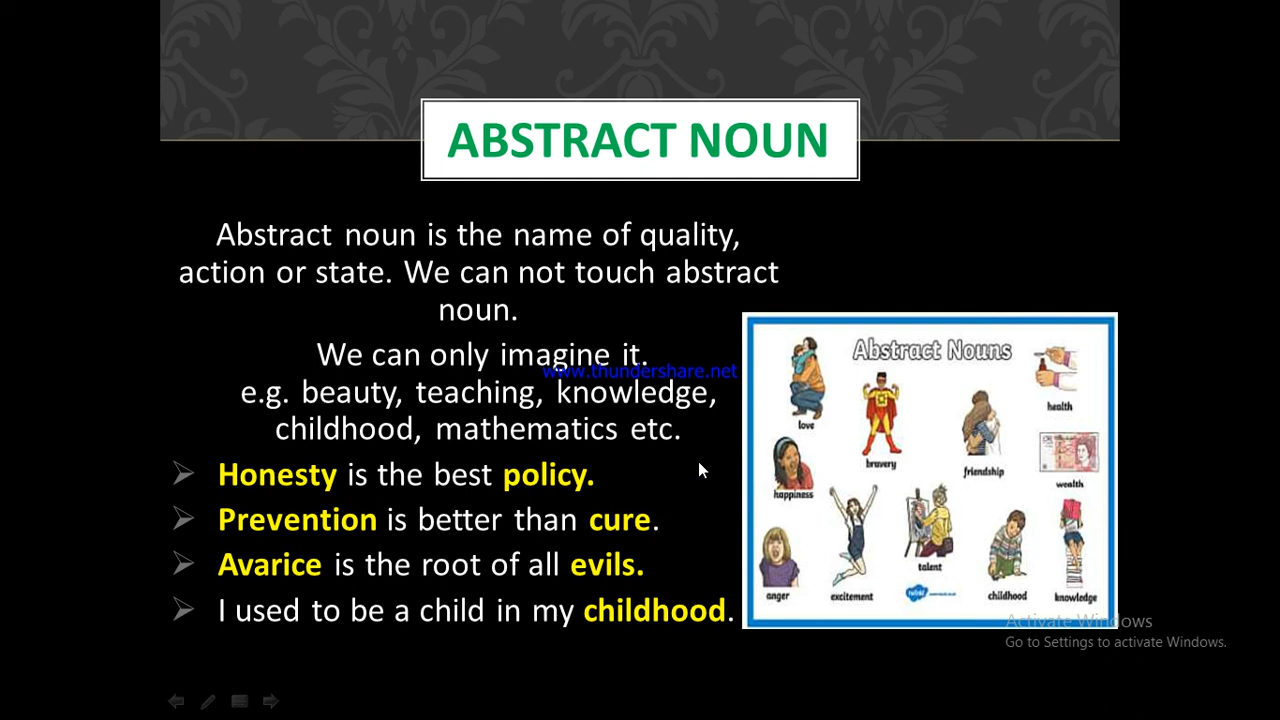 ABSTRACT NOUN
Abstract noun is the name of quality,
action or state. We can not touch abstract
noun.
We can only imagine it.
www.thundershare.net
e.g. beauty, teaching, knowledge,
childhood, mathematics etc.
Honesty is the best policy.
Prevention is better than cure.
Avarice is the root of all evils.
I used to be a child in my childhood.
Abstract Nouns
love
bravery
friendship
health
happiness
wealth
anger
excitement
talent
childhood
knowledge
twinkl
Activate Windows
Go to Settings to activate Windows.